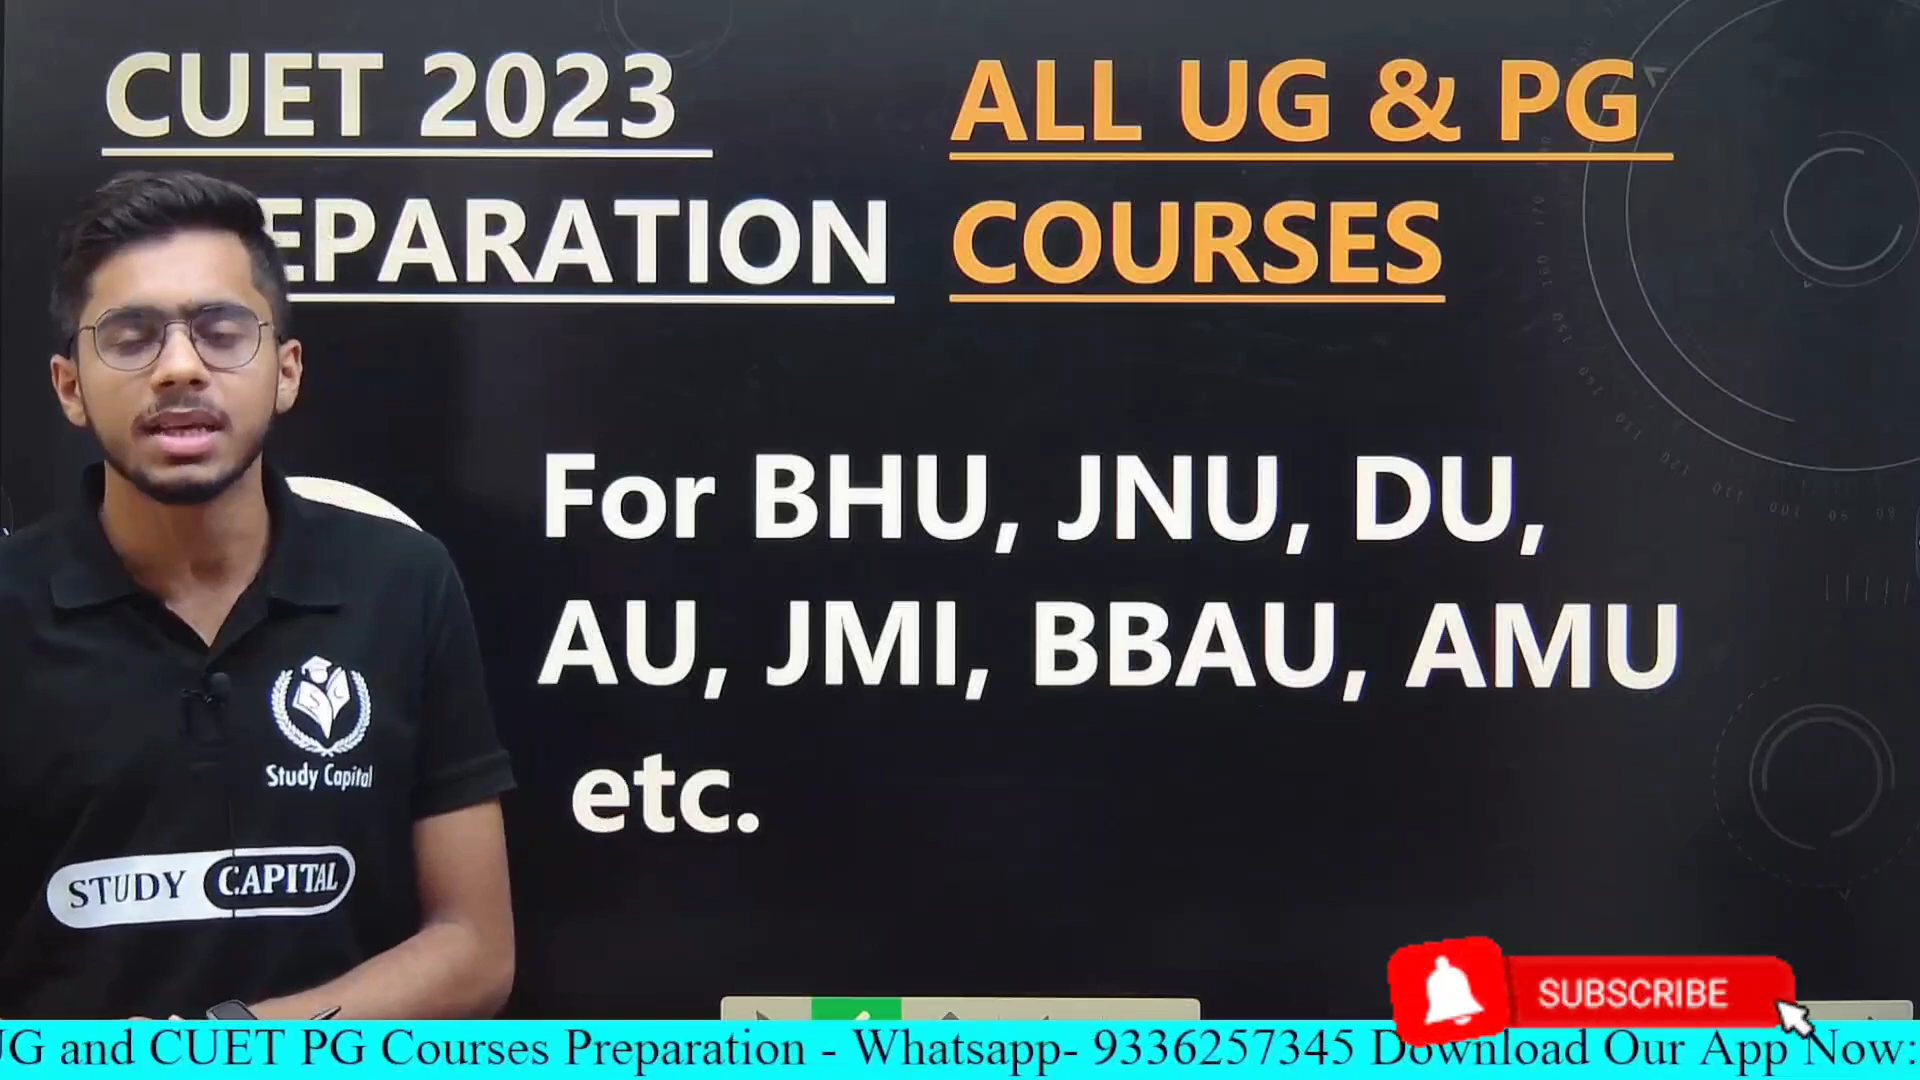 CUET 2023
EPARATION
ALL UG & PG
COURSES
For BHU, JNU, DU,
AU, JMI, BBAU, AMU
etc.
Study Capital
STUDY CAPITAL
SUBSCRIBE
UG and CUET PG Courses Preparation - Whatsapp- 9336257345 Download Our App Now: